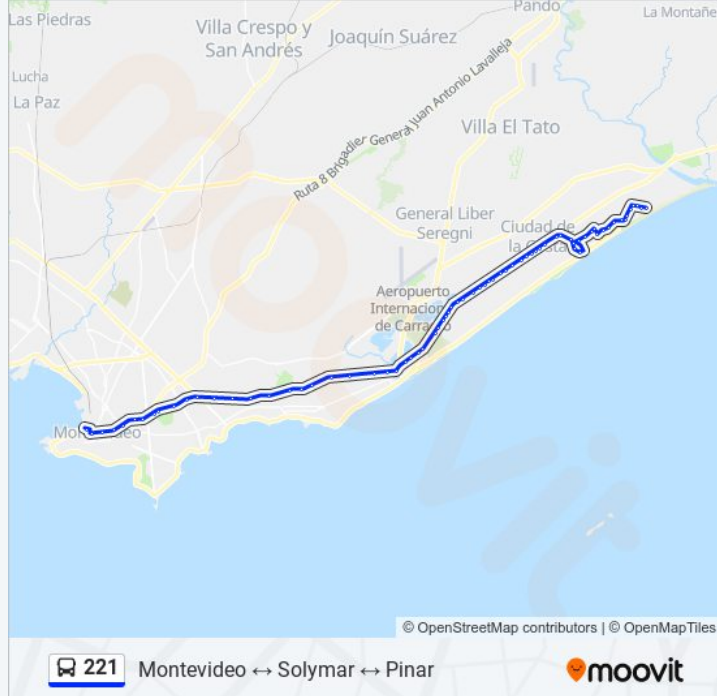 Las Piedras
Pando
La Montañe
Villa Crespo y
San Andrés
Joaquín Suárez
Lucha
La Paz
Ruta 8 Brigadier General Juan Antonio Lavalleja
Villa El Tato
General Liber
Seregni
Ciudad de
la Costa
Aeropuerto
Internacion
de Carrasco
Montevideo
moovit
© OpenStreetMap contributors | © OpenMapTiles
221 Montevideo ↔ Solymar ↔ Pinar
moovit